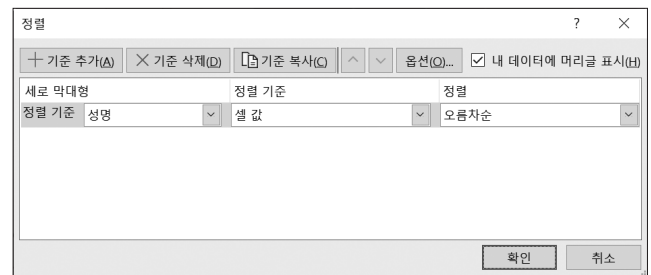 정렬 ?
기준 추가(A) 기준 삭제(D) 기준 복사(C) 옵션(O)... 내 데이터에 머리글 표시(H)
세로 막대형 정렬 기준 정렬
정렬 기준 성명 셀 값 오름차순
확인 취소